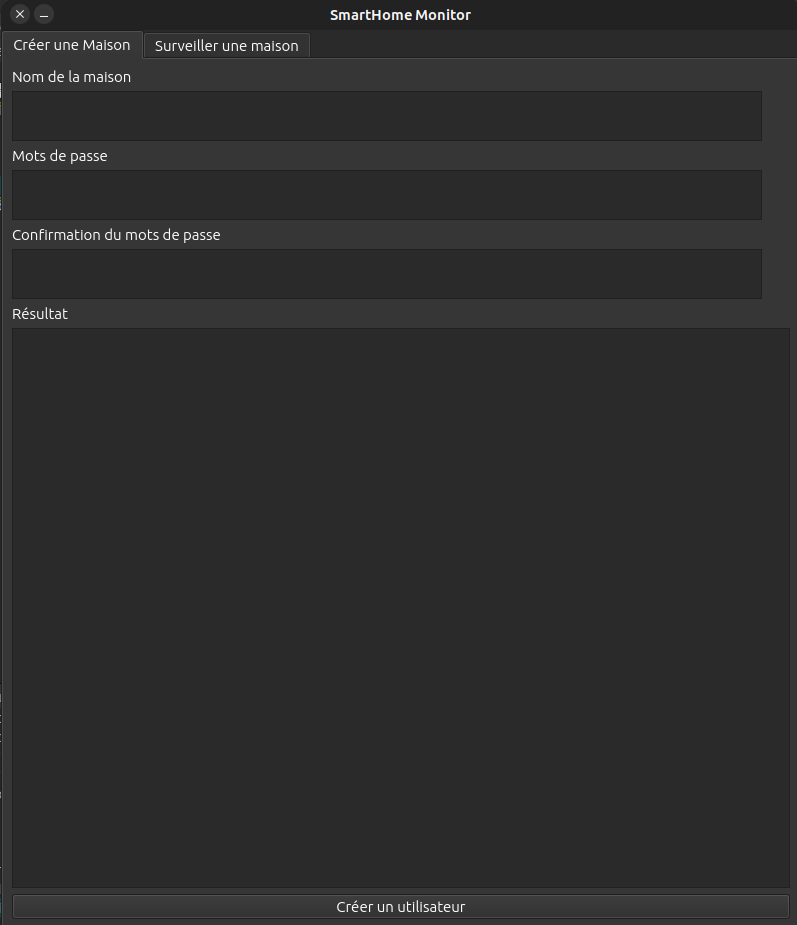 SmartHome Monitor
Créer une Maison
Surveiller une maison
Nom de la maison
Mots de passe
Confirmation du mots de passe
Résultat
Créer un utilisateur